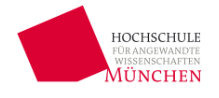 HOCHSCHULE
FÜR ANGEWANDTE
WISSENSCHAFTEN
MÜNCHEN